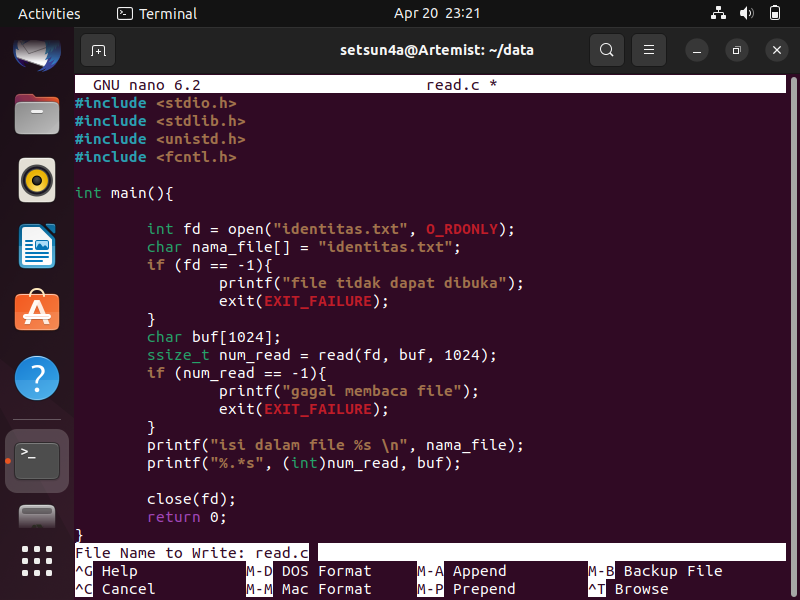 Activities Terminal Apr 20 23:21
setsun4a@Artemist: ~/data
GNU nano 6.2 read.c *
#include <stdio.h>
#include <stdlib.h>
#include <unistd.h>
#include <fcntl.h>
int main(){
int fd = open("identitas.txt", O_RDONLY);
char nama_file[] = "identitas.txt";
if (fd == -1){
printf("file tidak dapat dibuka");
exit(EXIT_FAILURE);
}
char buf[1024];
ssize_t num_read = read(fd, buf, 1024);
if (num_read == -1){
printf("gagal membaca file");
exit(EXIT_FAILURE);
}
printf("isi dalam file %s \n", nama_file);
printf("%.*s", (int)num_read, buf);
close(fd);
return 0;
}
File Name to Write: read.c
^G Help M-D DOS Format M-A Append M-B Backup File
^C Cancel M-M Mac Format M-P Prepend ^T Browse